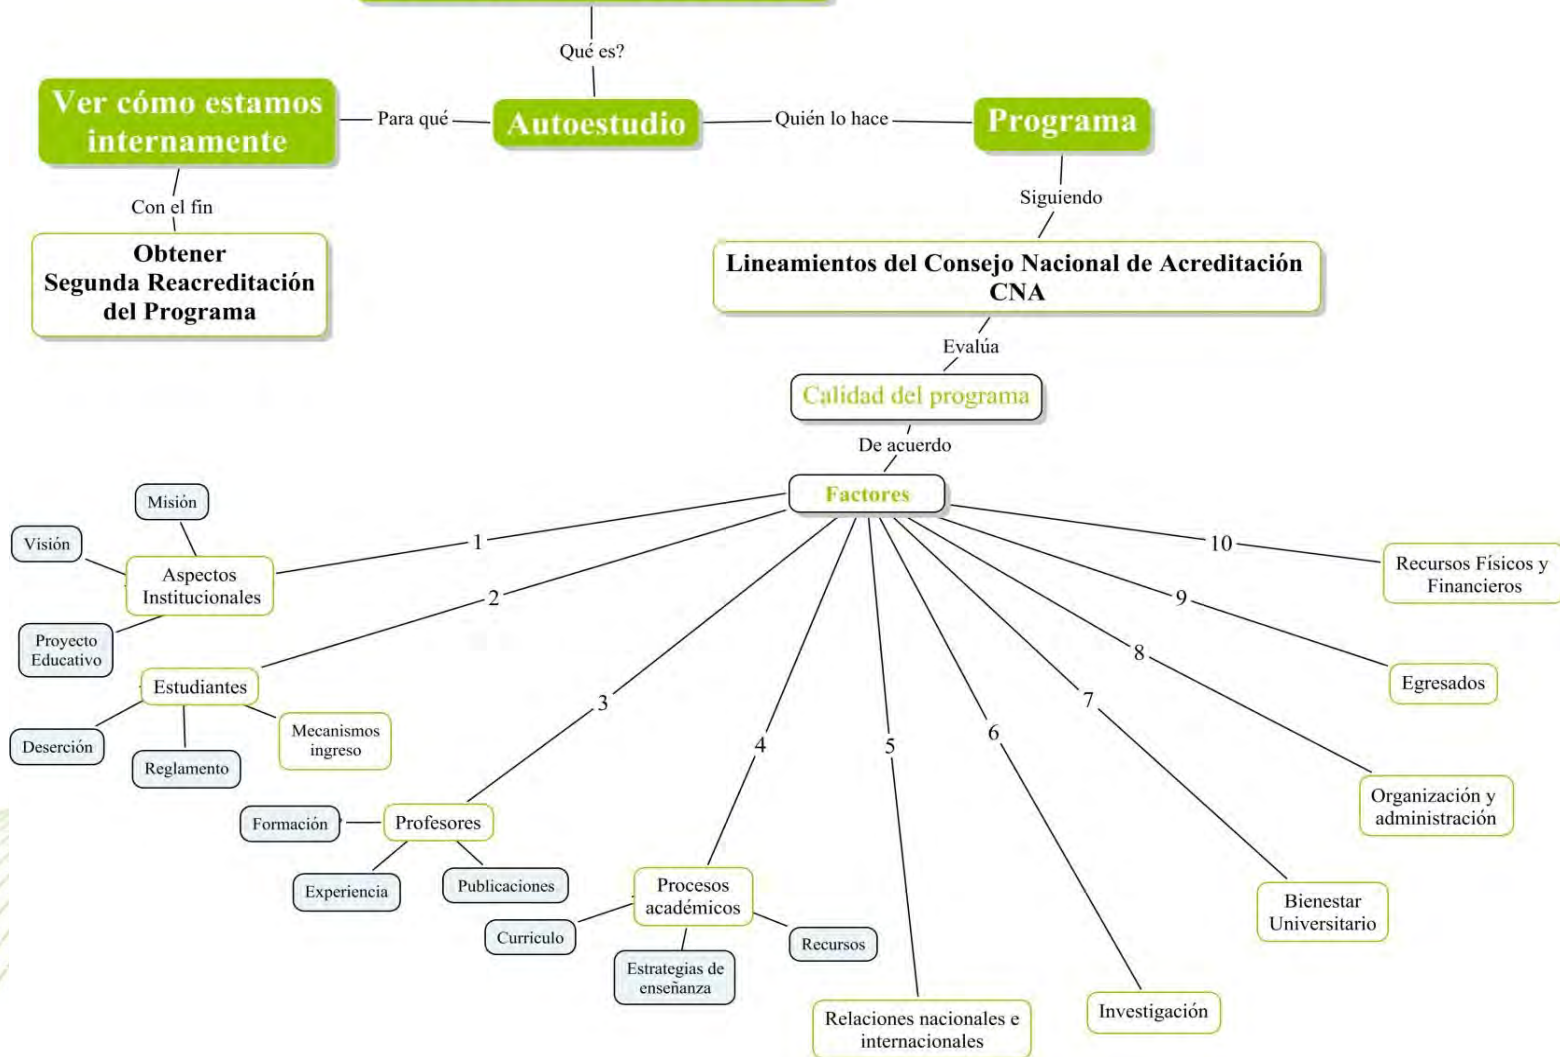 Qué es?
Ver cómo estamos
internamente
Para qué
Autoestudio
Quién lo hace
Programa
Con el fin
Siguiendo
Obtener
Segunda Reacreditación
del Programa
Lineamientos del Consejo Nacional de Acreditación
CNA
Evalúa
Calidad del programa
De acuerdo
Factores
1
Aspectos
Institucionales
Misión
Visión
Proyecto
Educativo
2
Estudiantes
Deserción
Reglamento
Mecanismos
ingreso
3
Profesores
Formación
Experiencia
Publicaciones
4
Procesos
académicos
Curriculo
Estrategias de
enseñanza
Recursos
5
Relaciones nacionales e
internacionales
6
Investigación
7
Bienestar
Universitario
8
Organización y
administración
9
Egresados
10
Recursos Físicos y
Financieros